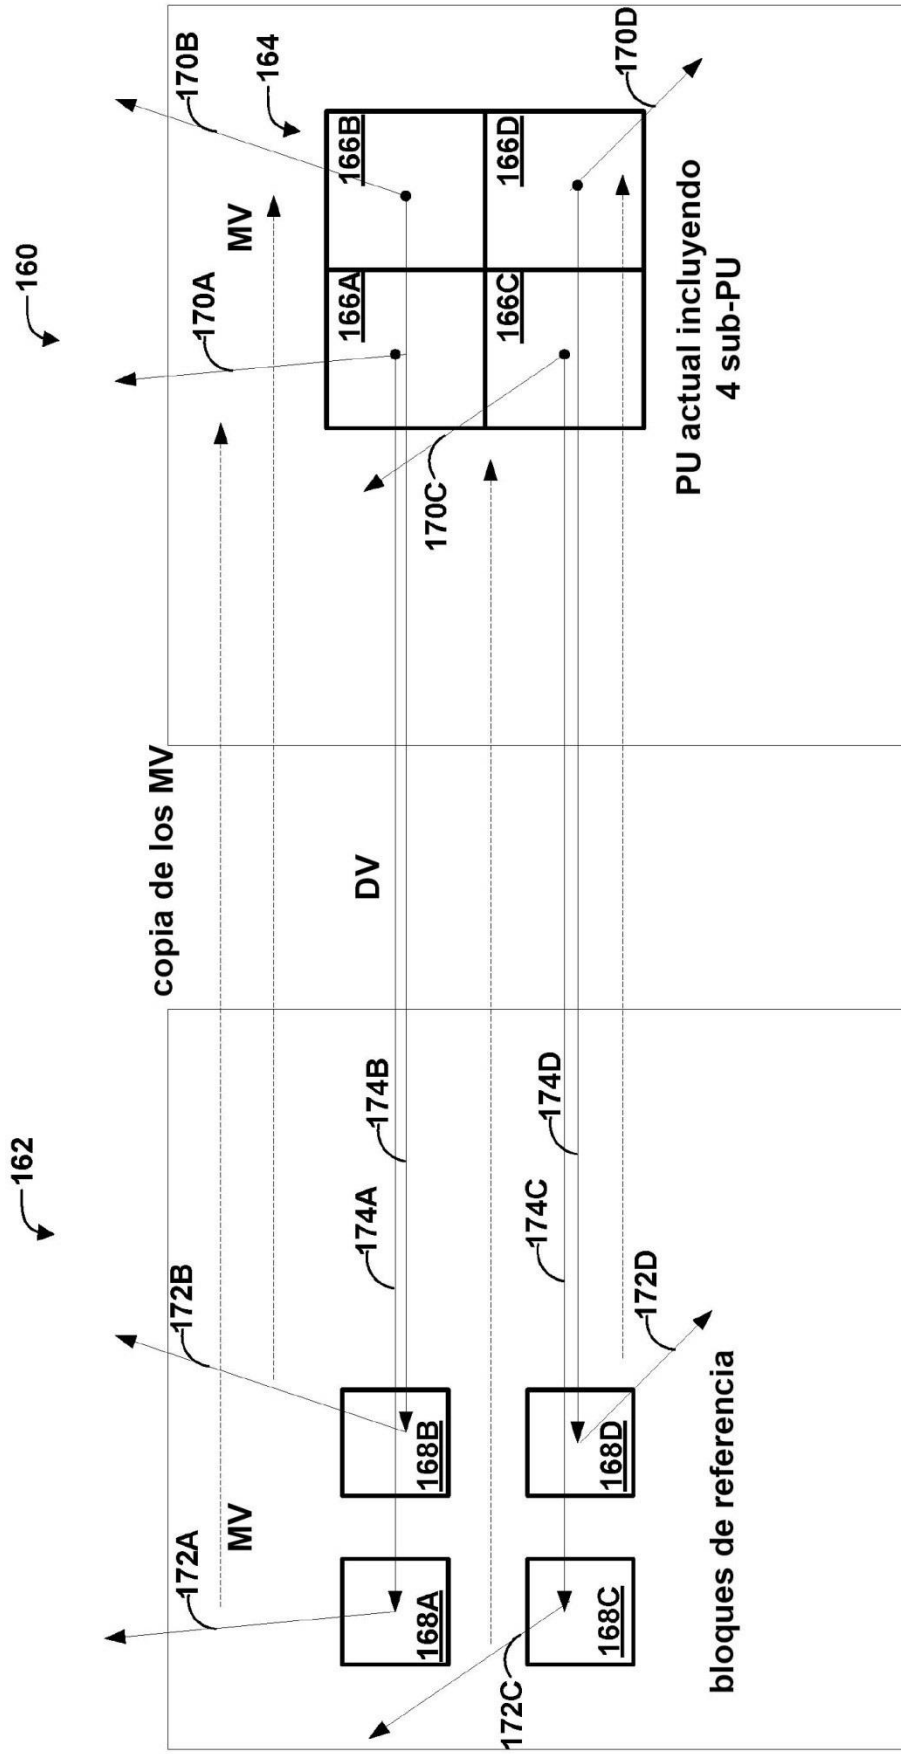 162
160
copia de los MV
172A
172B
170A
170B
MV
MV
164
174A
174B
DV
168A
168B
166A
166B
170C
172C
174C
174D
168C
168D
166C
166D
172D
170D
bloques de referencia
PU actual incluyendo
4 sub-PU